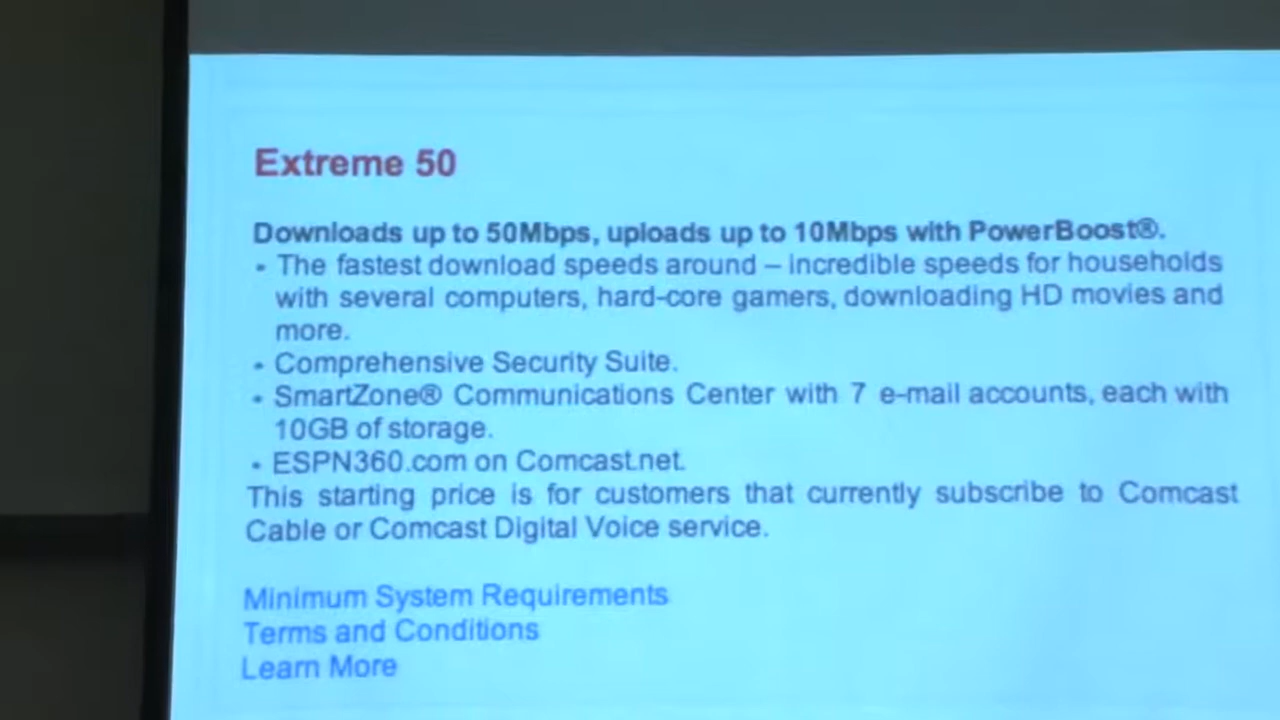 Extreme 50
Downloads up to 50Mbps, uploads up to 10Mbps with PowerBoost®.
- The fastest download speeds around – incredible speeds for households
with several computers, hard-core gamers, downloading HD movies and
more.
- Comprehensive Security Suite.
- SmartZone® Communications Center with 7 e-mail accounts, each with
10GB of storage.
- ESPN360.com on Comcast.net.
This starting price is for customers that currently subscribe to Comcast
Cable or Comcast Digital Voice service.
Minimum System Requirements
Terms and Conditions
Learn More